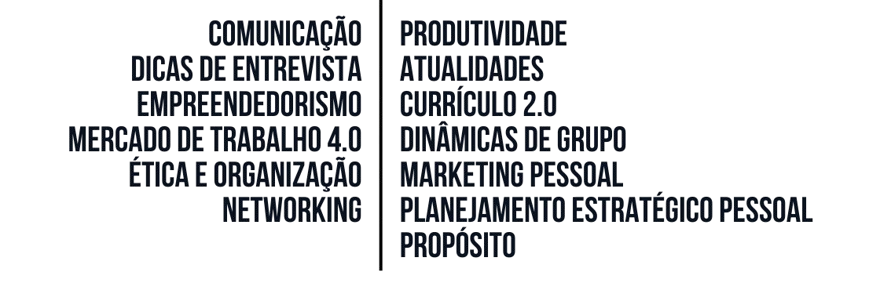 COMUNICAÇÃO
DICAS DE ENTREVISTA
EMPREENDEDORISMO
MERCADO DE TRABALHO 4.0
ÉTICA E ORGANIZAÇÃO
NETWORKING
PRODUTIVIDADE
ATUALIDADES
CURRÍCULO 2.0
DINÂMICAS DE GRUPO
MARKETING PESSOAL
PLANEJAMENTO ESTRATÉGICO PESSOAL
PROPÓSITO